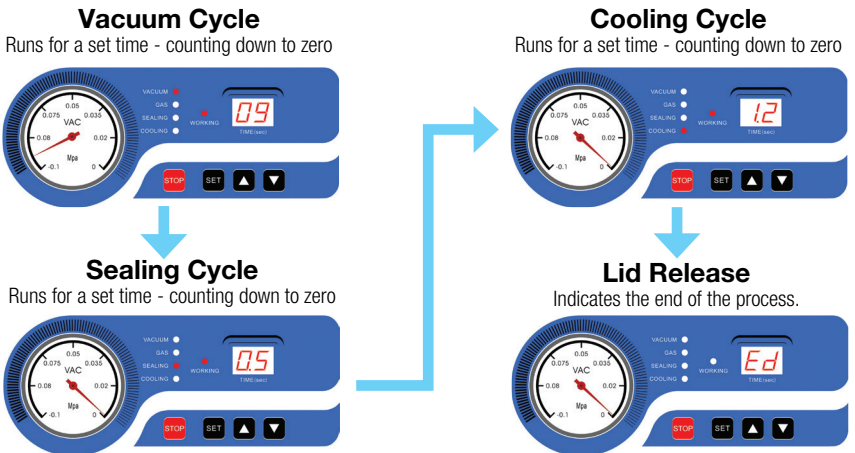 Vacuum Cycle
Runs for a set time - counting down to zero
VACUUM
GAS
SEALING
COOLING
WORKING
09
TIME(sec)
0.05
0.075
0.035
VAC
0.08
0.02
Mpa
-0.1
0
STOP
SET
Sealing Cycle
Runs for a set time - counting down to zero
VACUUM
GAS
SEALING
COOLING
WORKING
0.5
TIME(sec)
0.05
0.075
0.035
VAC
0.08
0.02
Mpa
-0.1
0
STOP
SET
Cooling Cycle
Runs for a set time - counting down to zero
VACUUM
GAS
SEALING
COOLING
WORKING
1.2
TIME(sec)
0.05
0.075
0.035
VAC
0.08
0.02
Mpa
-0.1
0
STOP
SET
Lid Release
Indicates the end of the process.
VACUUM
GAS
SEALING
COOLING
WORKING
Ed
TIME(sec)
0.05
0.075
0.035
VAC
0.08
0.02
Mpa
-0.1
0
STOP
SET